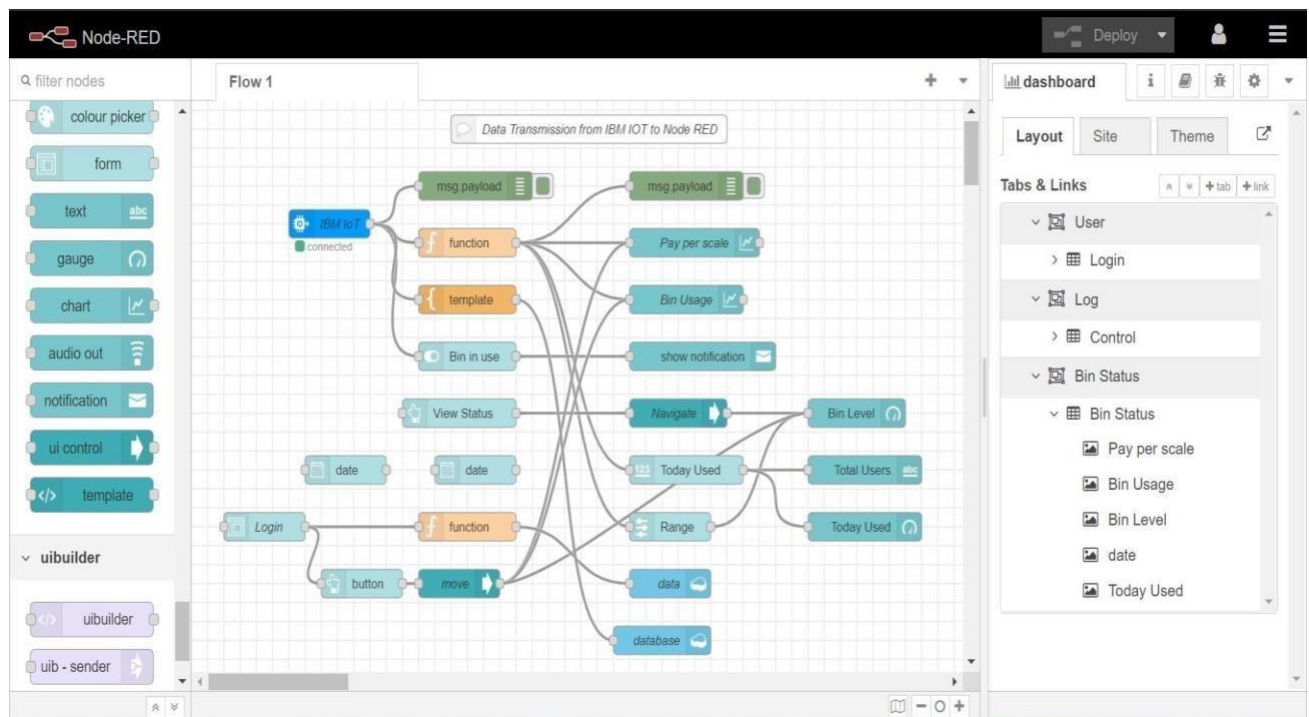 Node-RED
Deploy
filter nodes
colour picker
form
text
abc
gauge
chart
audio out
notification
ui control
template
uibuilder
uibuilder
uib - sender
Flow 1
Data Transmission from IBM IOT to Node RED
msg.payload
msg.payload
IBM IoT
connected
function
Pay per scale
template
Bin Usage
Bin in use
show notification
View Status
Navigate
Bin Level
date
date
123
Today Used
Total Users
abc
Login
function
Range
Today Used
button
move
data
database
dashboard
i
Layout
Site
Theme
Tabs & Links
+ tab
+ link
User
Login
Log
Control
Bin Status
Bin Status
Pay per scale
Bin Usage
Bin Level
date
Today Used